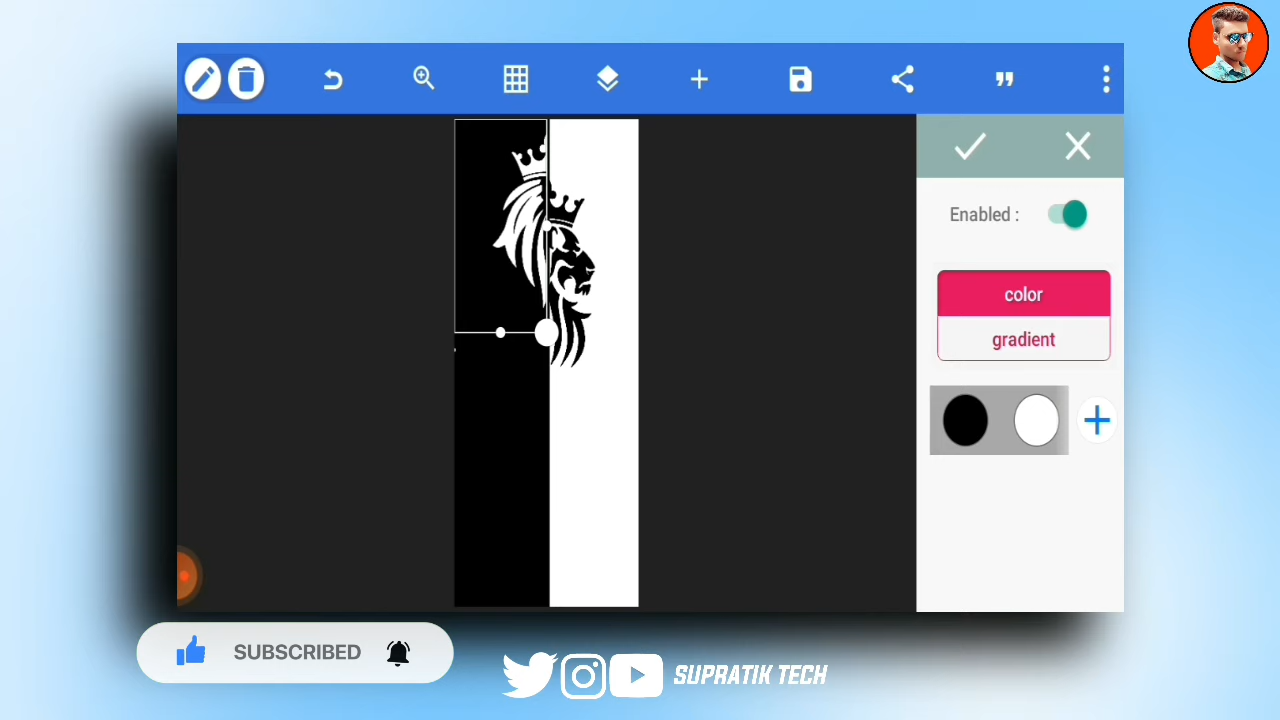 Enabled :
color
gradient
SUBSCRIBED
SUPRATIK TECH